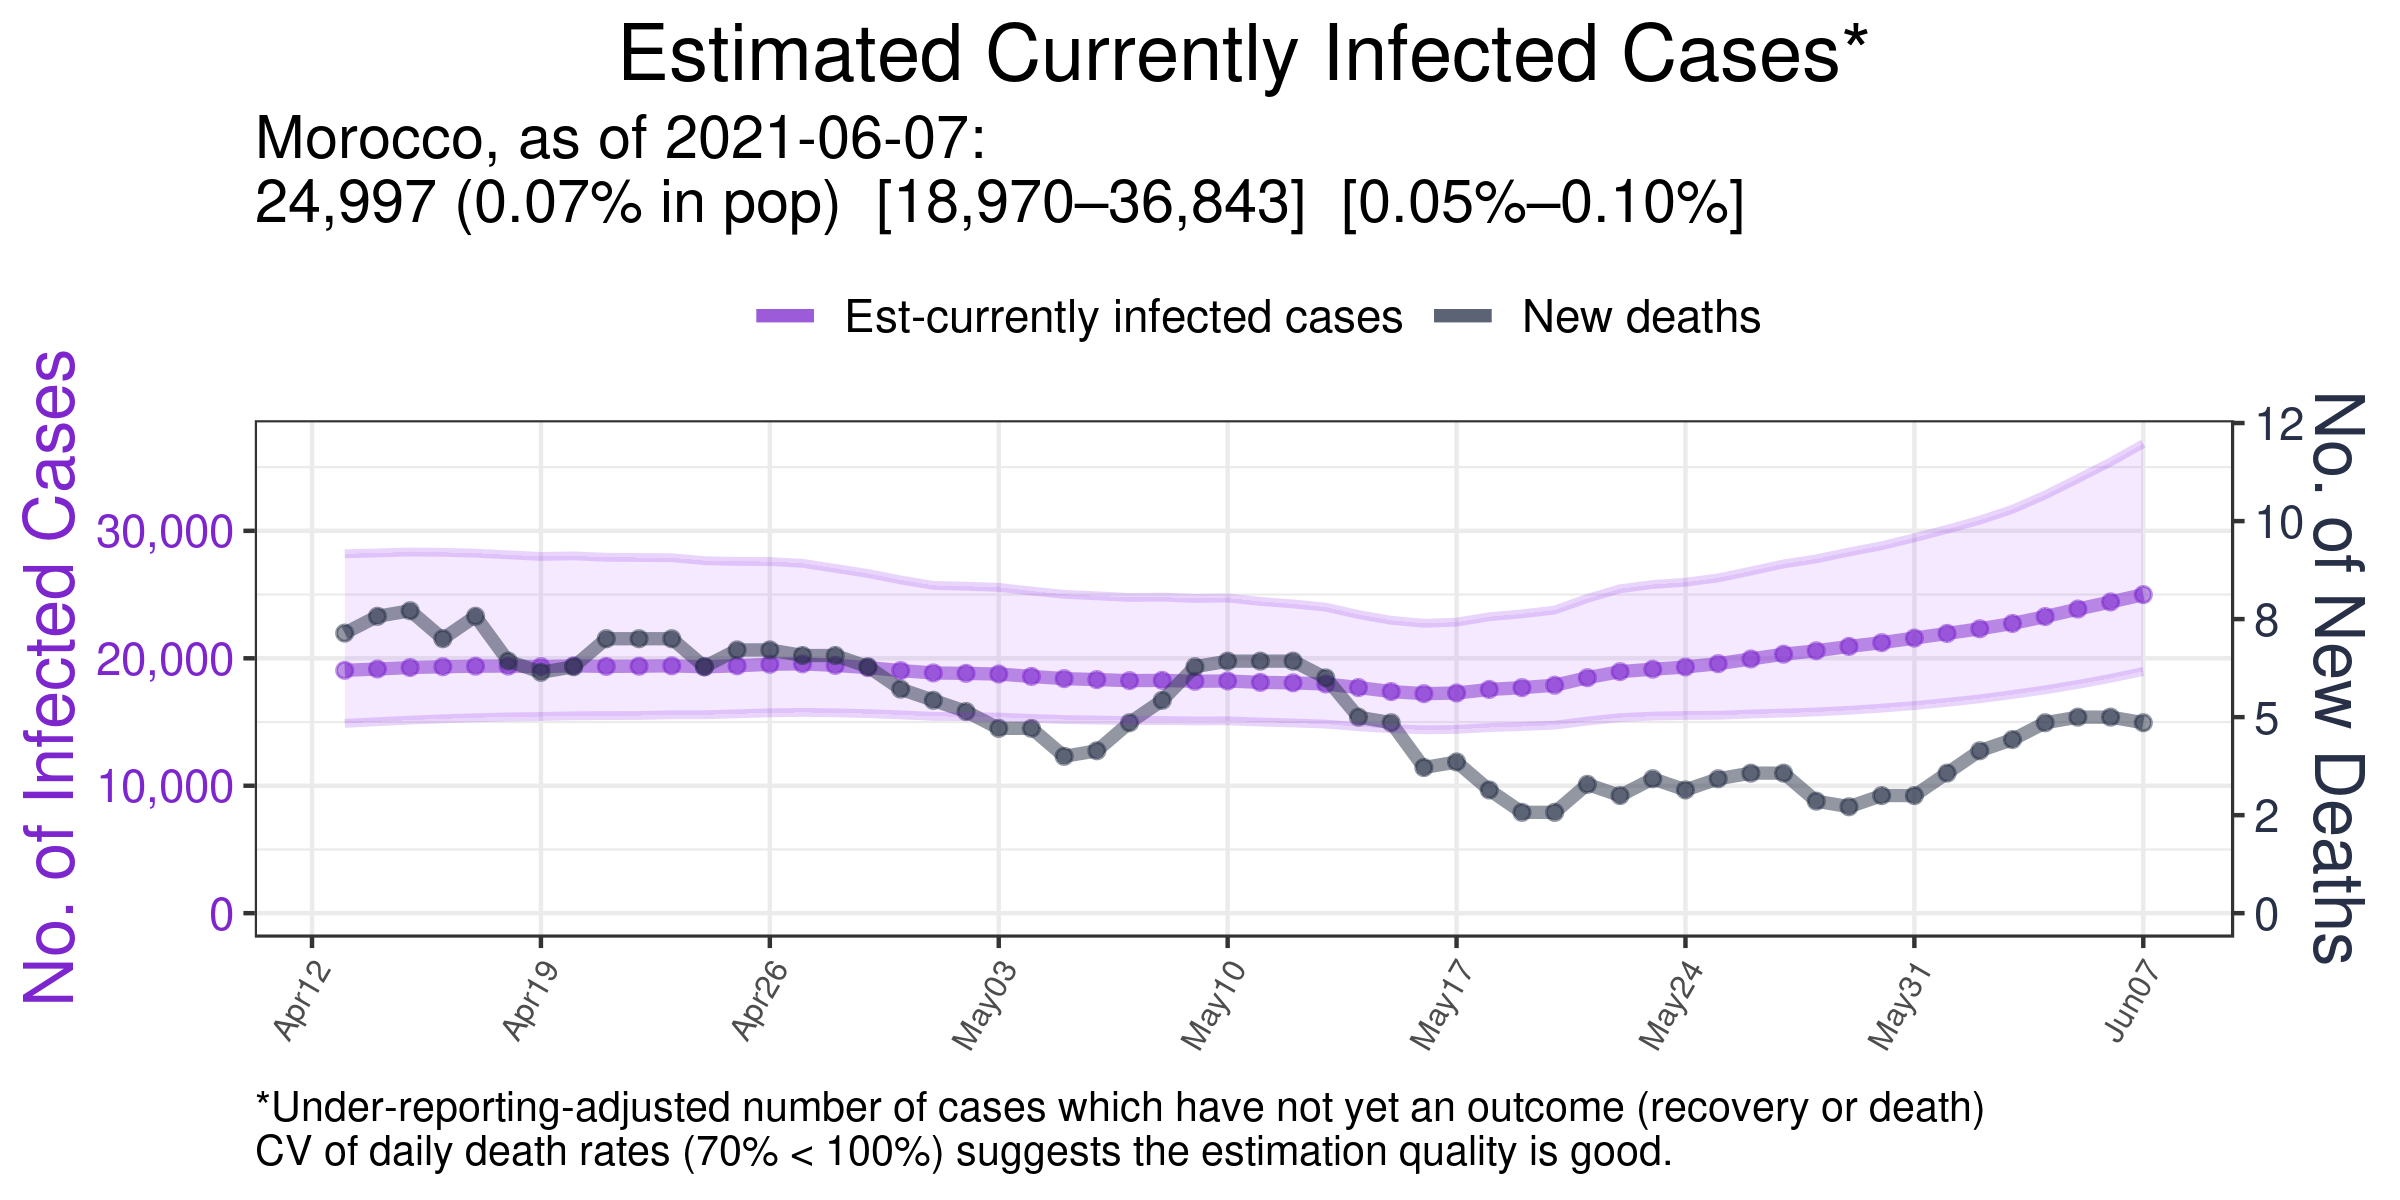 Estimated Currently Infected Cases*
Morocco, as of 2021-06-07:
24,997 (0.07% in pop)  [18,970–36,843]  [0.05%–0.10%]
Est-currently infected cases
New deaths
No. of Infected Cases
30,000
20,000
10,000
0
12
10
8
5
2
0
No. of New Deaths
Apr12
Apr19
Apr26
May03
May10
May17
May24
May31
Jun07
*Under-reporting-adjusted number of cases which have not yet an outcome (recovery or death)
CV of daily death rates (70% < 100%) suggests the estimation quality is good.